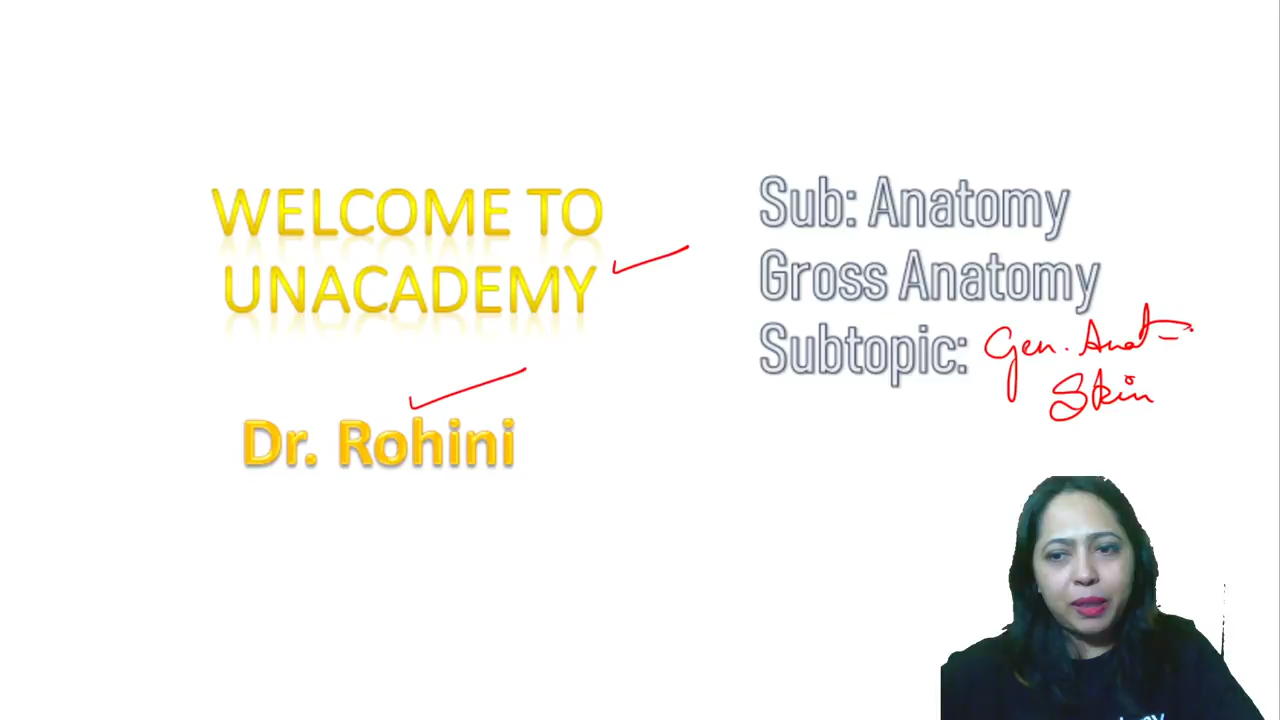 WELCOME TO
UNACADEMY
Dr. Rohini
Sub: Anatomy
Gross Anatomy
Subtopic: Gen. Anat
Skin